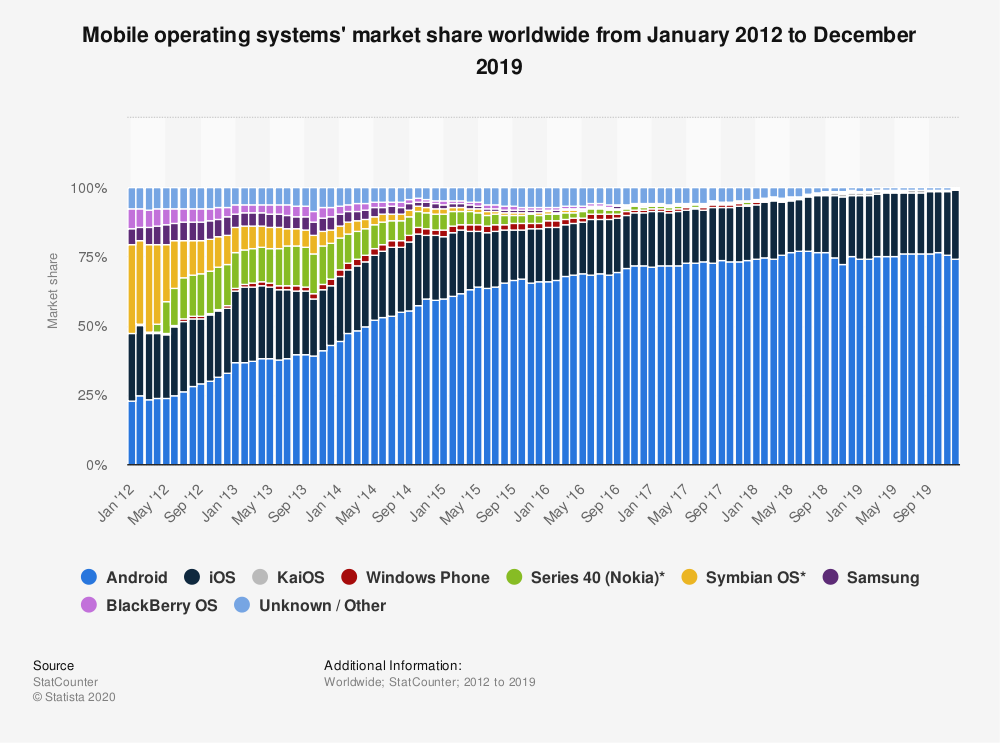 Mobile operating systems' market share worldwide from January 2012 to December
2019
100%
75%
50%
25%
0%
Market share
Jan '12
May '12
Sep '12
Jan '13
May '13
Sep '13
Jan '14
May '14
Sep '14
Jan '15
May '15
Sep '15
Jan '16
May '16
Sep '16
Jan '17
May '17
Sep '17
Jan '18
May '18
Sep '18
Jan '19
May '19
Sep '19
Android iOS KaiOS Windows Phone Series 40 (Nokia)* Symbian OS* Samsung
BlackBerry OS Unknown / Other
Source
StatCounter
© Statista 2020
Additional Information:
Worldwide; StatCounter; 2012 to 2019